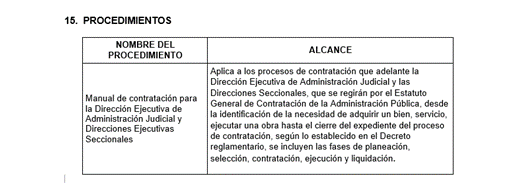 15. PROCEDIMIENTOS
NOMBRE DEL
PROCEDIMIENTO
ALCANCE
Manual de contratación para
la Dirección Ejecutiva de
Administración Judicial y
Direcciones Ejecutivas
Seccionales
Aplica a los procesos de contratación que adelante la
Dirección Ejecutiva de Administración Judicial y las
Direcciones Seccionales, que se regirán por el Estatuto
General de Contratación de la Administración Pública, desde
la identificación de la necesidad de adquirir un bien, servicio,
ejecutar una obra hasta el cierre del expediente del proceso
de contratación, según lo establecido en el Decreto
reglamentario, se incluyen las fases de planeación,
selección, contratación, ejecución y liquidación.